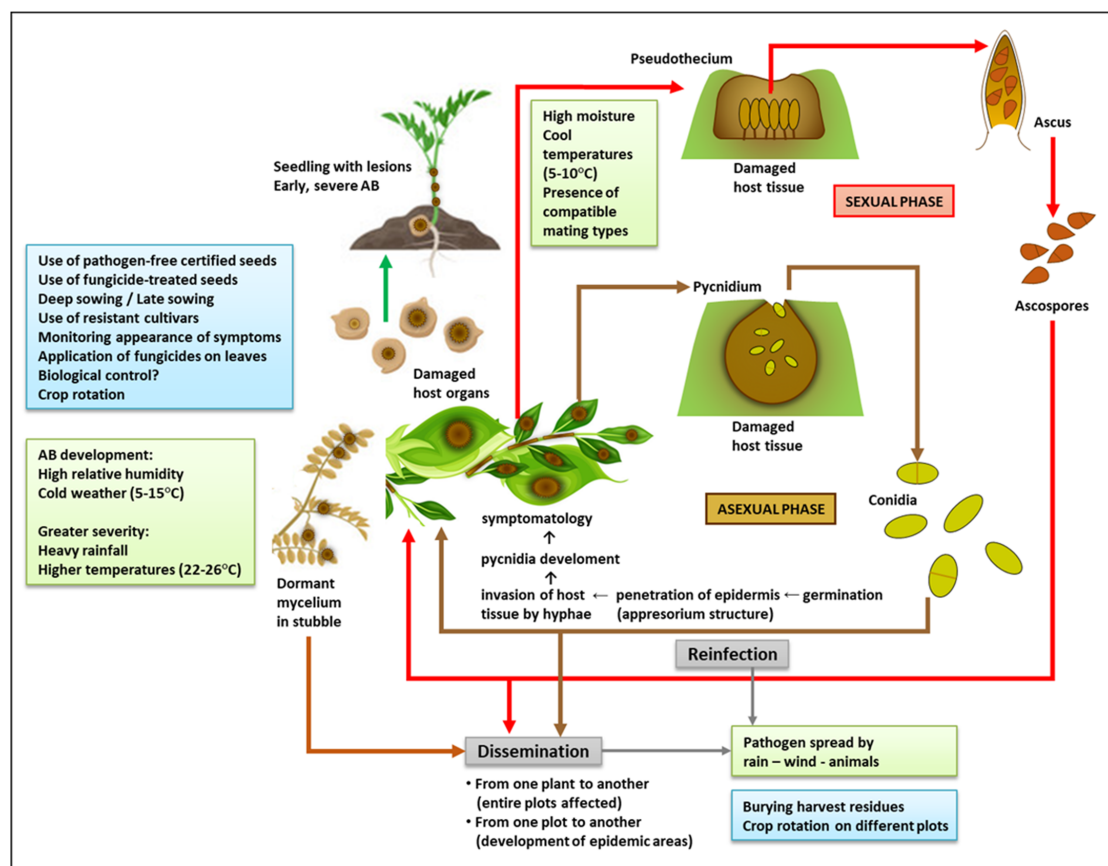 Pseudothecium
High moisture
Cool
temperatures
(5-10°C)
Presence of
compatible
mating types
Damaged
host tissue
Ascus
SEXUAL PHASE
Ascospores
Seedling with lesions
Early, severe AB
Use of pathogen-free certified seeds
Use of fungicide-treated seeds
Deep sowing / Late sowing
Use of resistant cultivars
Monitoring appearance of symptoms
Application of fungicides on leaves
Biological control?
Crop rotation
Damaged
host organs
Pycnidium
Damaged
host tissue
ASEXUAL PHASE
Conidia
AB development:
High relative humidity
Cold weather (5-15°C)
Greater severity:
Heavy rainfall
Higher temperatures (22-26°C)
Dormant
mycelium
in stubble
symptomatology
↑
pycnidia develoment
↑
invasion of host ← penetration of epidermis ← germination
tissue by hyphae (appresorium structure)
Reinfection
Dissemination
• From one plant to another
(entire plots affected)
• From one plot to another
(development of epidemic areas)
Pathogen spread by
rain – wind - animals
Burying harvest residues
Crop rotation on different plots